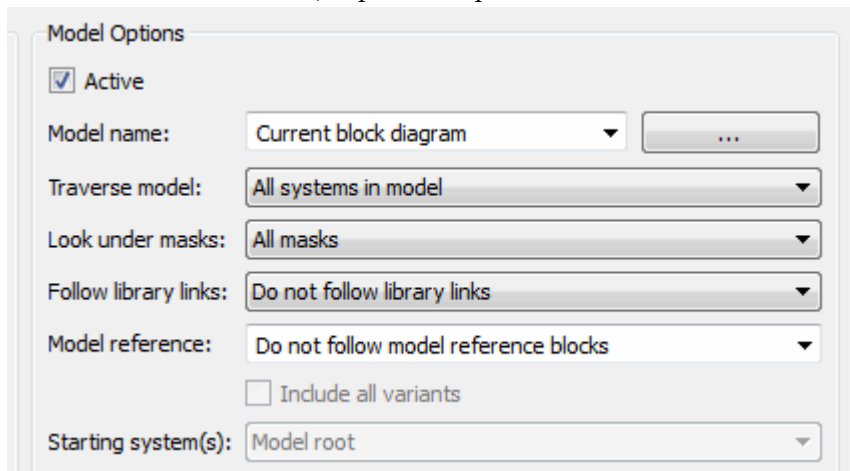 Model Options
Active
Model name: Current block diagram ...
Traverse model: All systems in model
Look under masks: All masks
Follow library links: Do not follow library links
Model reference: Do not follow model reference blocks
Include all variants
Starting system(s): Model root